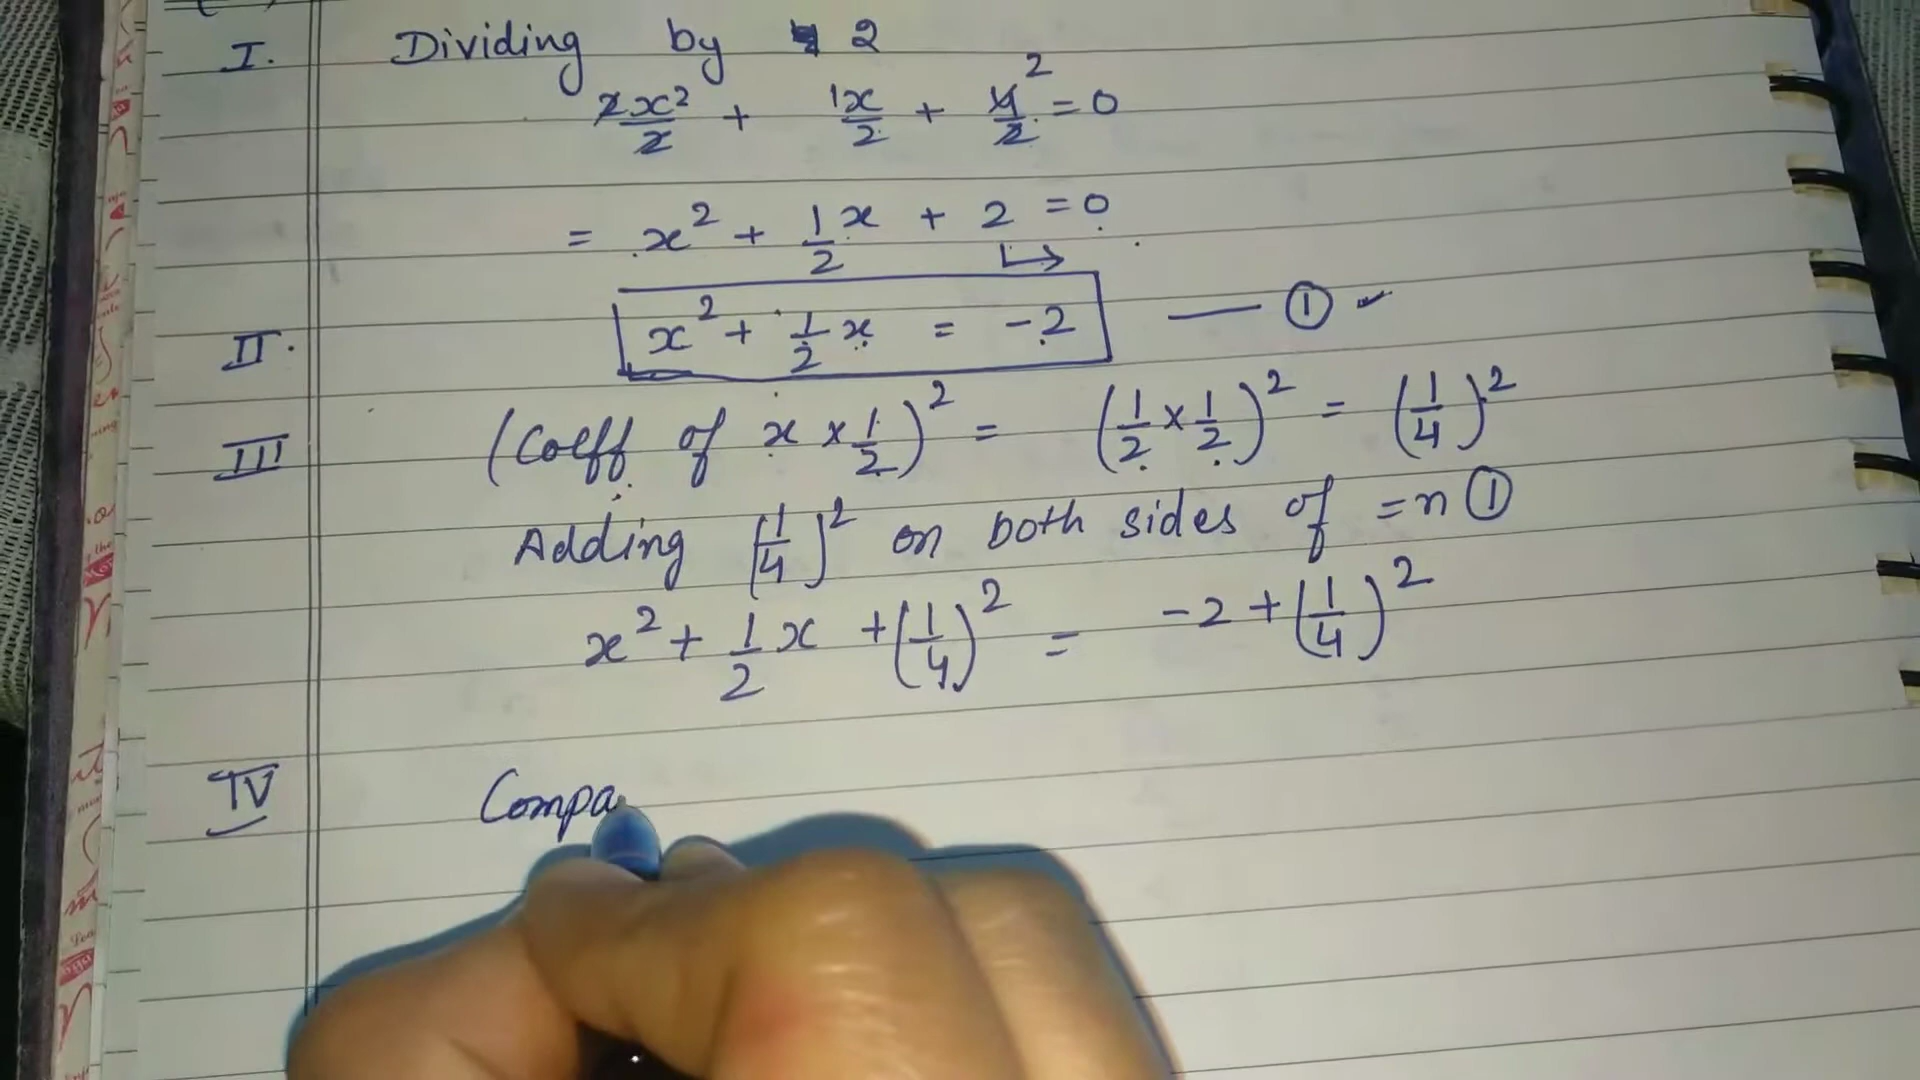 I. Dividing by 2
2x²/2 + 1x/2 + 4/2 2 = 0
= x² + 1/2 x + 2 = 0
II. x² + 1/2 x = -2 — ①
III (Coeff of x × 1/2)² = (1/2 × 1/2)² = (1/4)²
Adding (1/4)² on both sides of =n ①
x² + 1/2 x + (1/4)² = -2 + (1/4)²
IV Compa